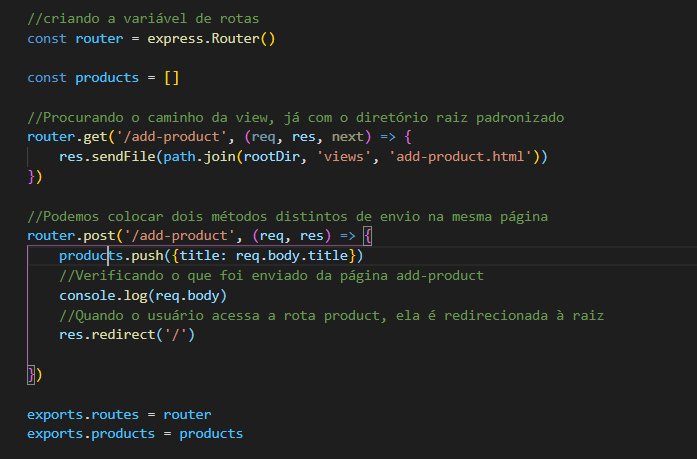 //criando a variável de rotas
const router = express.Router()
const products = []
//Procurando o caminho da view, já com o diretório raiz padronizado
router.get('/add-product', (req, res, next) => {
res.sendFile(path.join(rootDir, 'views', 'add-product.html'))
})
//Podemos colocar dois métodos distintos de envio na mesma página
router.post('/add-product', (req, res) => {
products.push({title: req.body.title})
//Verificando o que foi enviado da página add-product
console.log(req.body)
//Quando o usuário acessa a rota product, ela é redirecionada à raiz
res.redirect('/')
})
exports.routes = router
exports.products = products